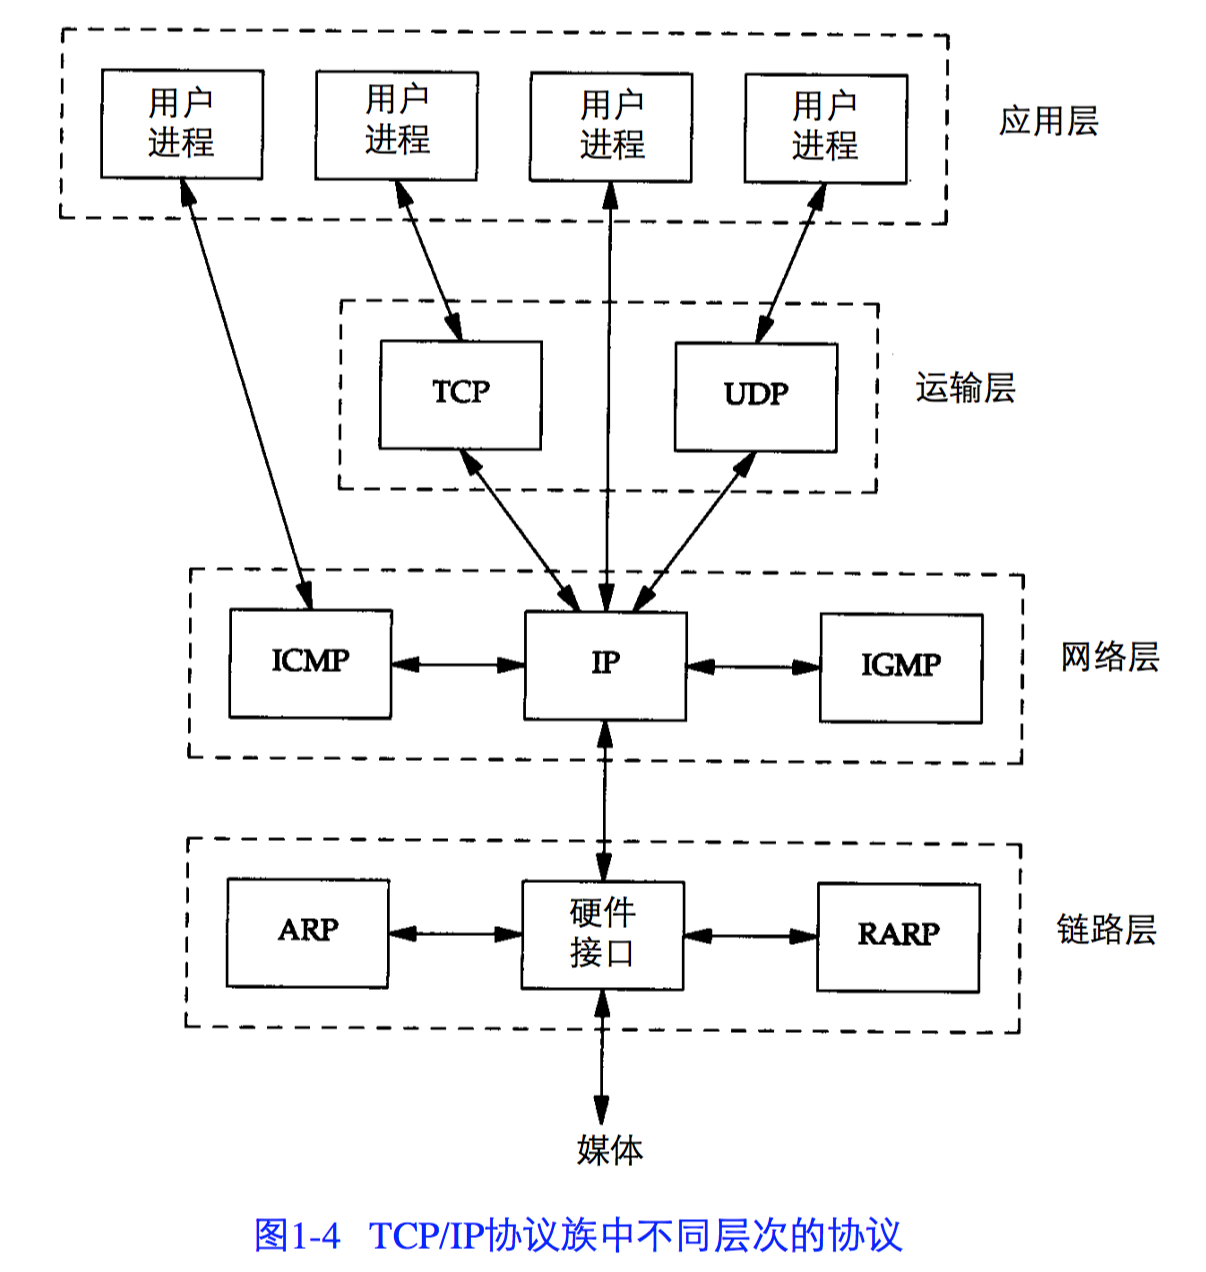 用户
进程
用户
进程
用户
进程
用户
进程
应用层
TCP
UDP
运输层
ICMP
IP
IGMP
网络层
ARP
硬件
接口
RARP
链路层
媒体
图1-4 TCP/IP协议族中不同层次的协议